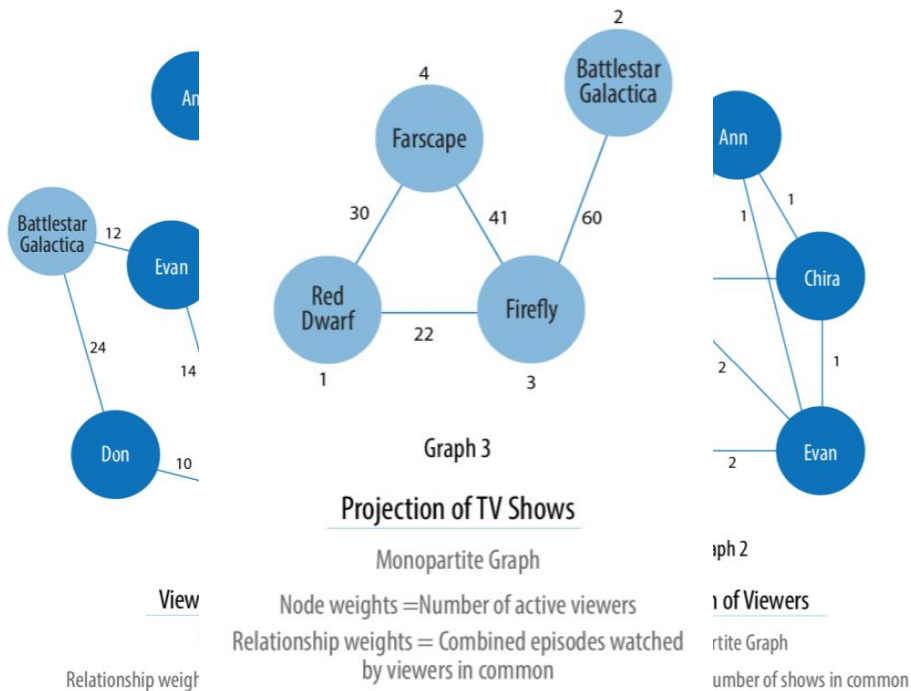 An
Battlestar
Galactica
12
Evan
24
14
Don
10
View
Relationship weigh
2
Battlestar
Galactica
4
Farscape
30
41
60
Red
Dwarf
Firefly
22
1
3
Graph 3
Projection of TV Shows
Monopartite Graph
Node weights =Number of active viewers
Relationship weights = Combined episodes watched
by viewers in common
Ann
1
1
Chira
2
1
Evan
2
aph 2
n of Viewers
rtite Graph
umber of shows in common